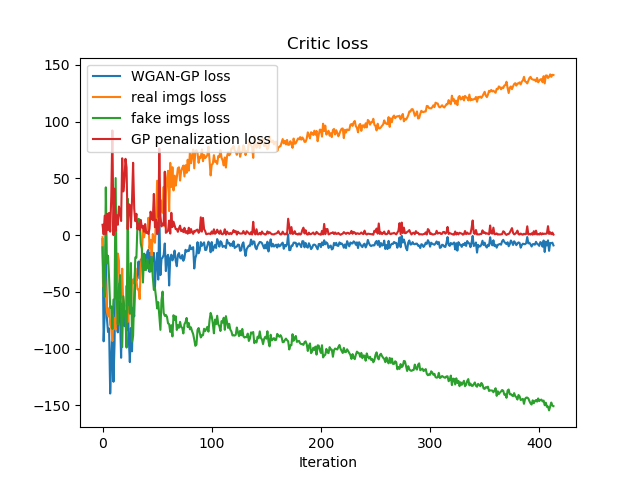 Critic loss
WGAN-GP loss
real imgs loss
fake imgs loss
GP penalization loss
150
100
50
0
−50
−100
−150
0 100 200 300 400
Iteration